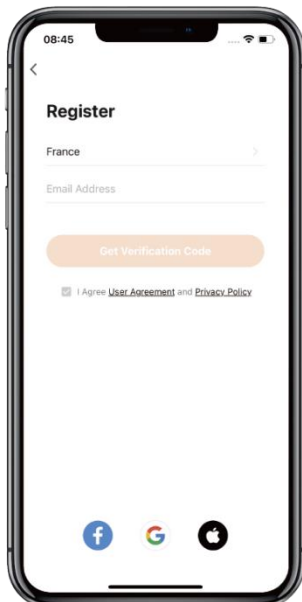 08:45
Register
France
Email Address
Get Verification Code
I Agree User Agreement and Privacy Policy